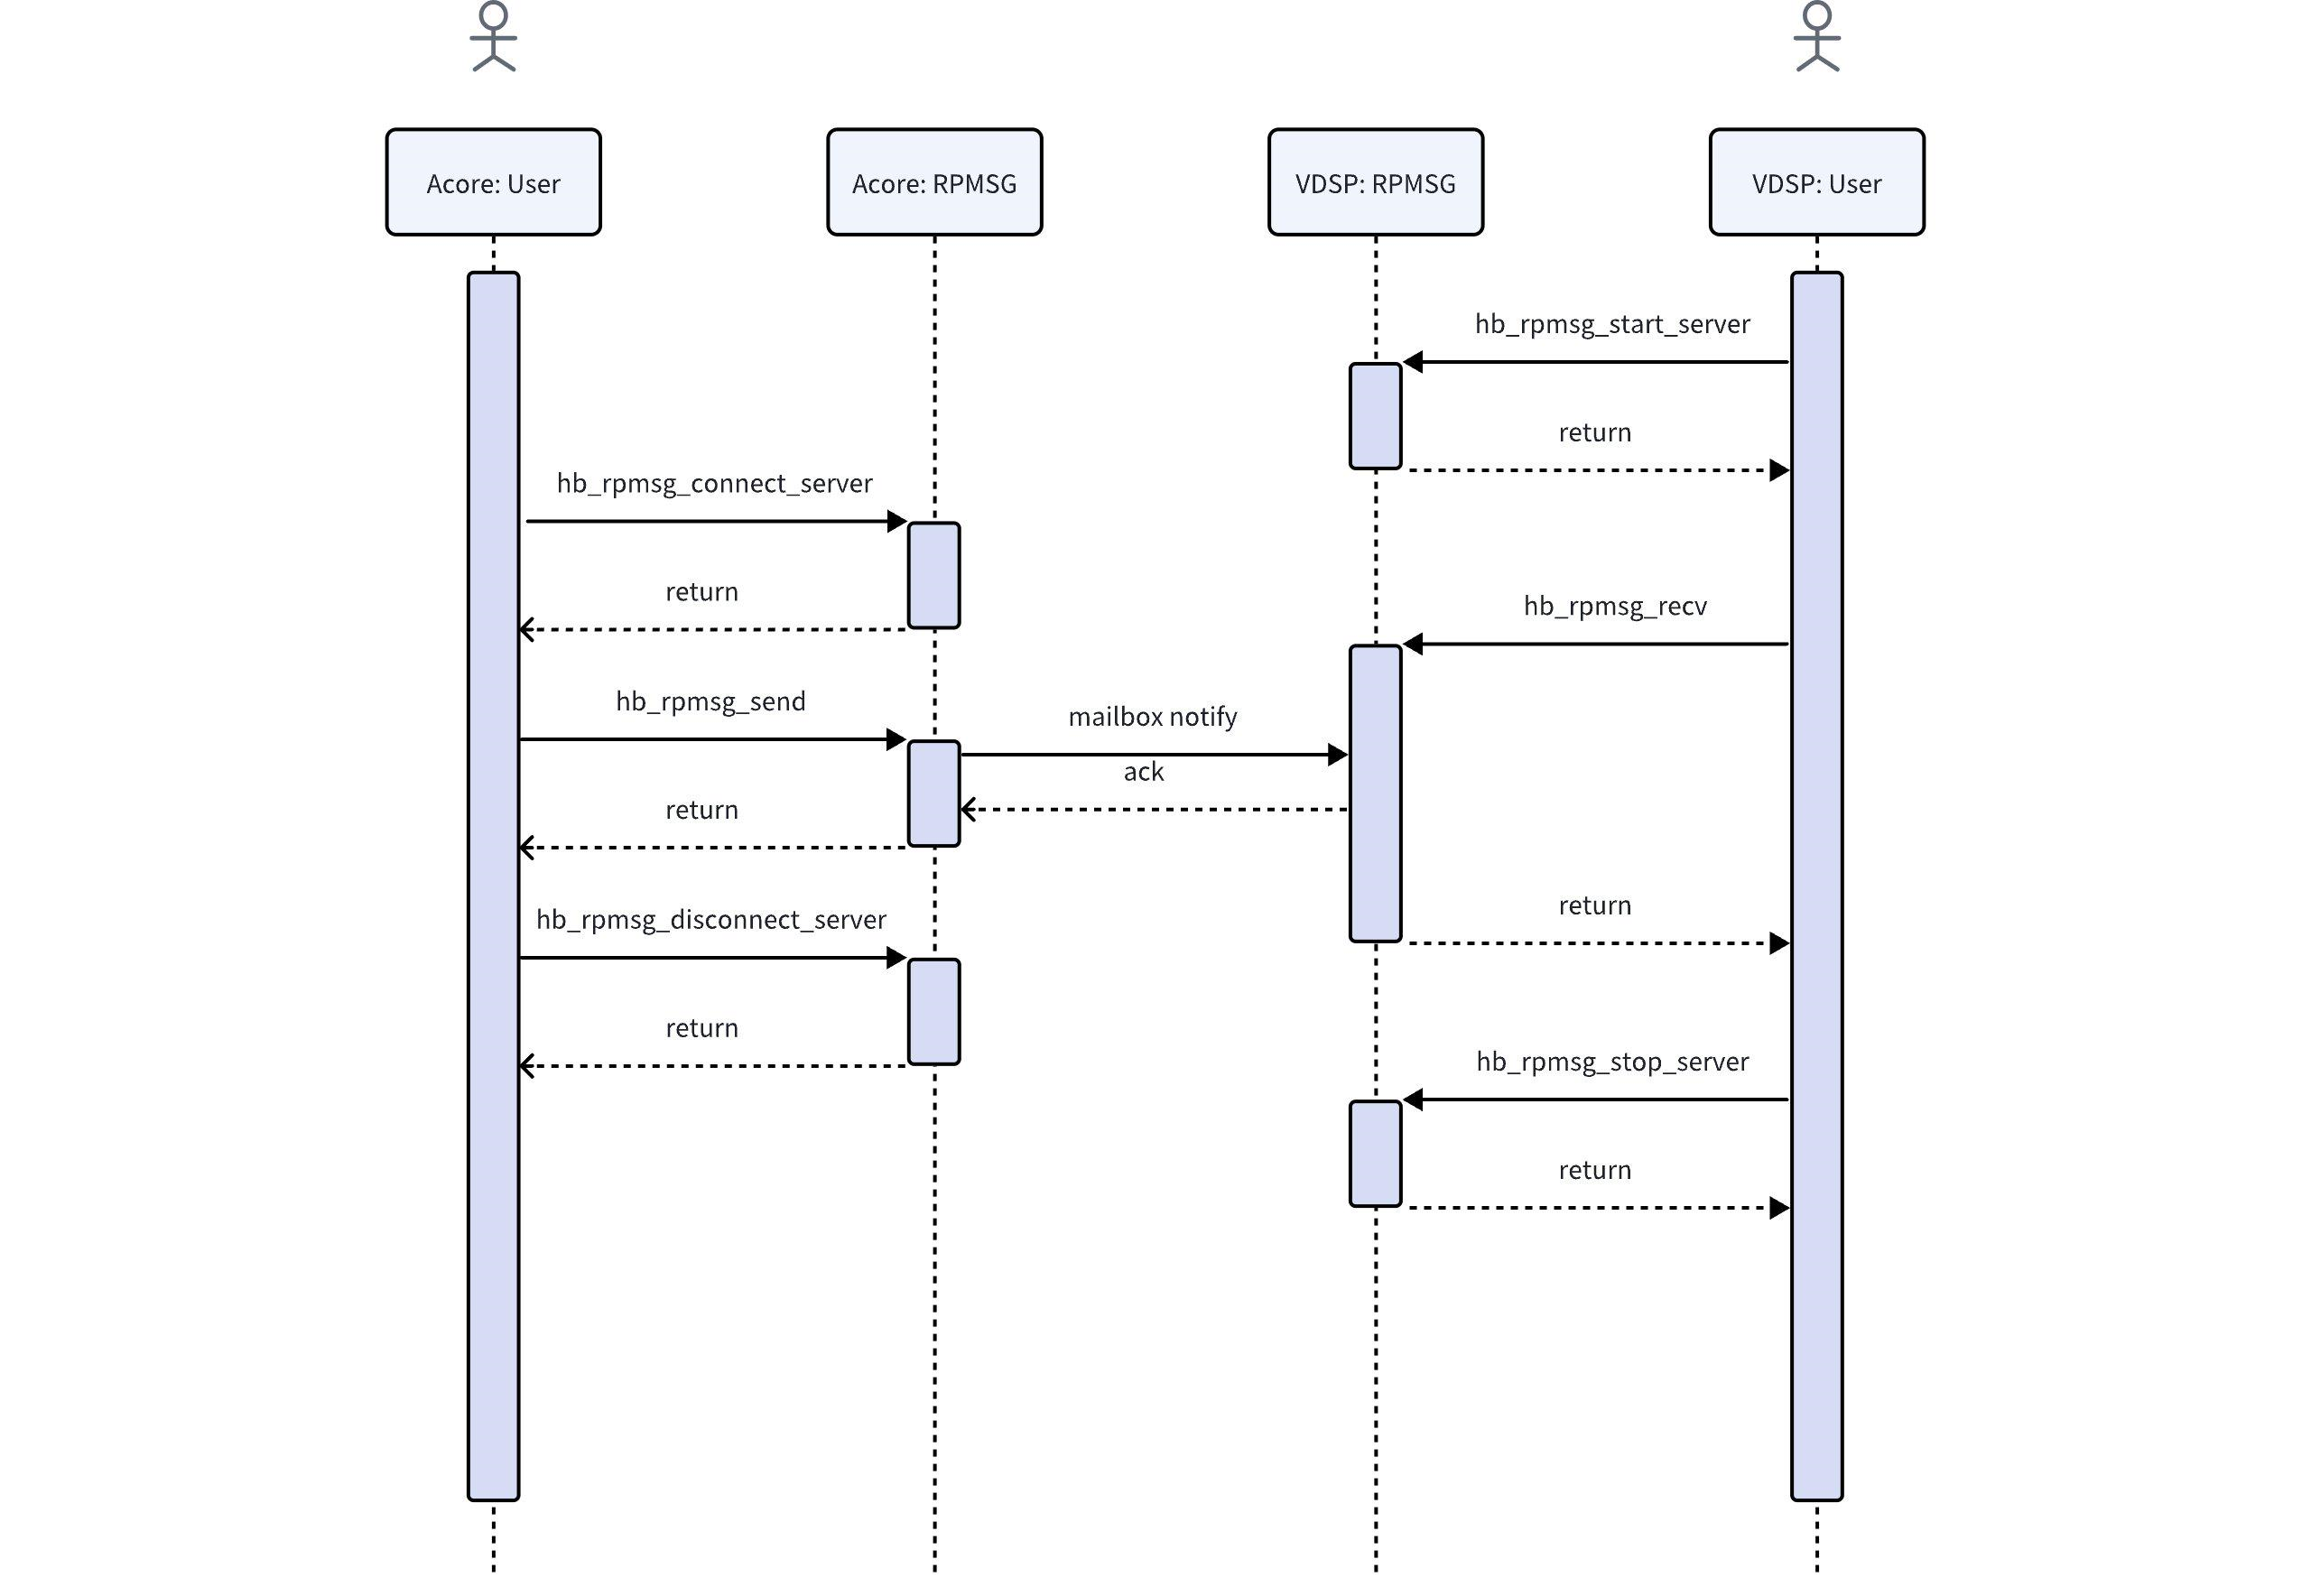 Acore: User
Acore: RPMSG
VDSP: RPMSG
VDSP: User
hb_rpmsg_start_server
return
hb_rpmsg_connect_server
return
hb_rpmsg_recv
hb_rpmsg_send
mailbox notify
ack
return
return
hb_rpmsg_disconnect_server
return
hb_rpmsg_stop_server
return